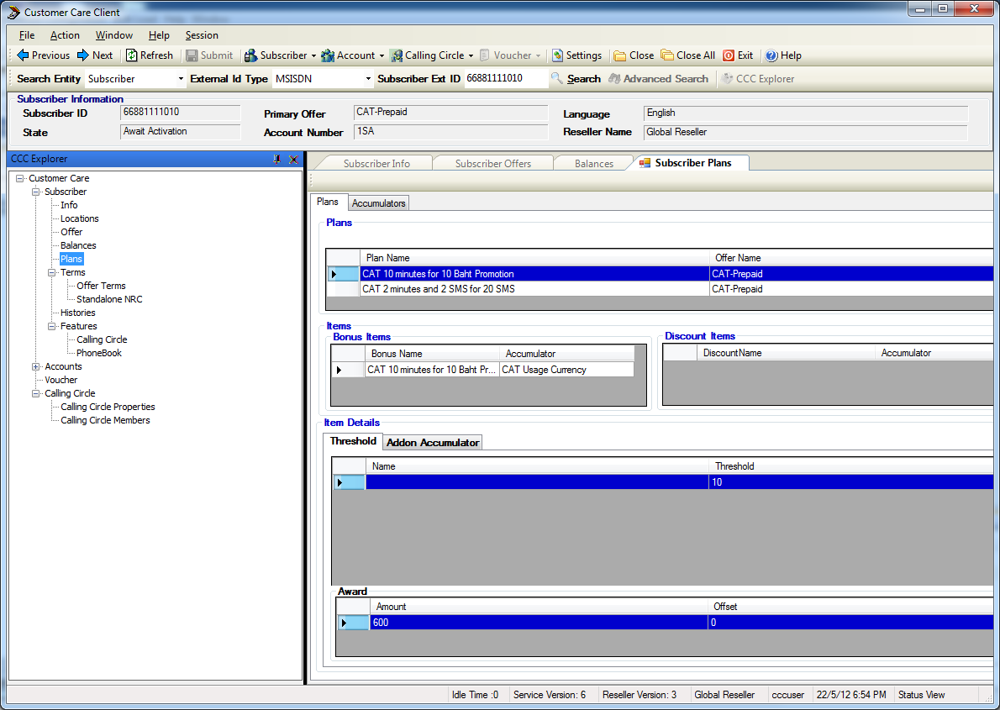 Customer Care Client
File Action Window Help Session
Previous Next Refresh Submit Subscriber Account Calling Circle Voucher Settings Close Close All Exit Help
Search Entity Subscriber External Id Type MSISDN Subscriber Ext ID 66881111010 Search Advanced Search CCC Explorer
Subscriber Information
Subscriber ID 66881111010 Primary Offer CAT-Prepaid Language English
State Await Activation Account Number 1SA Reseller Name Global Reseller
CCC Explorer
Customer Care
Subscriber
Info
Locations
Offer
Balances
Plans
Terms
Offer Terms
Standalone NRC
Histories
Features
Calling Circle
PhoneBook
Accounts
Voucher
Calling Circle
Calling Circle Properties
Calling Circle Members
Subscriber Info Subscriber Offers Balances Subscriber Plans
Plans Accumulators
Plans
Plan Name Offer Name
CAT 10 minutes for 10 Baht Promotion CAT-Prepaid
CAT 2 minutes and 2 SMS for 20 SMS CAT-Prepaid
Items
Bonus Items
Bonus Name Accumulator
CAT 10 minutes for 10 Baht Pr... CAT Usage Currency
Discount Items
DiscountName Accumulator
Item Details
Threshold Addon Accumulator
Name Threshold
10
Award
Amount Offset
600 0
Idle Time :0 Service Version: 6 Reseller Version: 3 Global Reseller cccuser 22/5/12 6:54 PM Status View